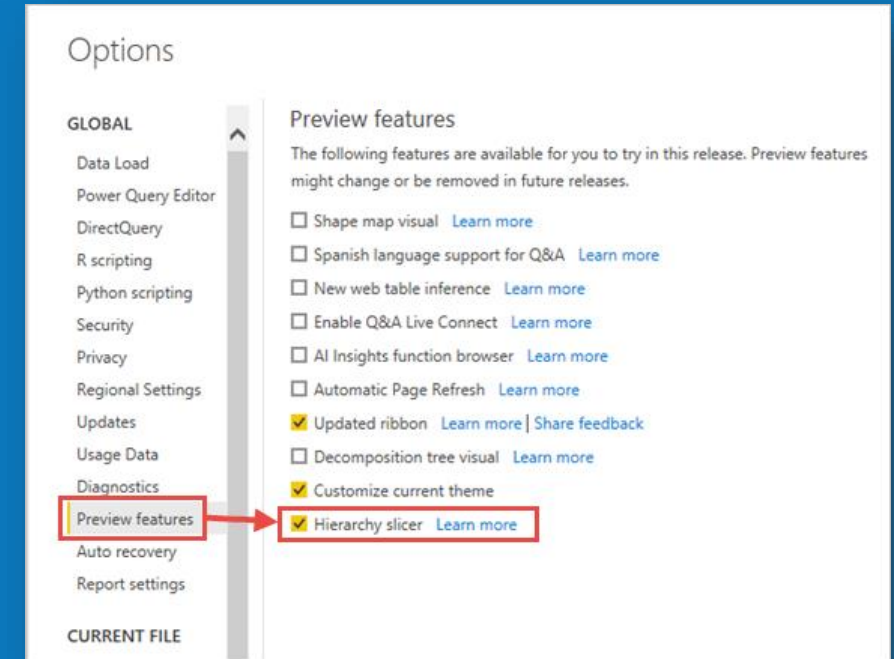 Options
GLOBAL
Data Load
Power Query Editor
DirectQuery
R scripting
Python scripting
Security
Privacy
Regional Settings
Updates
Usage Data
Diagnostics
Preview features
Auto recovery
Report settings
CURRENT FILE
Preview features
The following features are available for you to try in this release. Preview features
might change or be removed in future releases.
Shape map visual Learn more
Spanish language support for Q&A Learn more
New web table inference Learn more
Enable Q&A Live Connect Learn more
AI Insights function browser Learn more
Automatic Page Refresh Learn more
Updated ribbon Learn more | Share feedback
Decomposition tree visual Learn more
Customize current theme
Hierarchy slicer Learn more